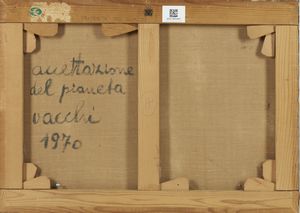 accettazione
del pianeta
vacchi
1970